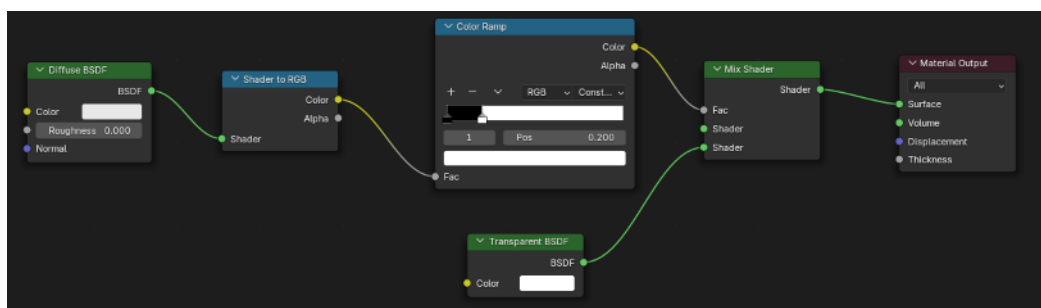 Diffuse BSDF
BSDF
Color
Roughness 0.000
Normal
Shader to RGB
Color
Alpha
Shader
Color Ramp
Color
Alpha
+ − RGB Const...
1 Pos 0.200
Fac
Transparent BSDF
BSDF
Color
Mix Shader
Shader
Fac
Shader
Shader
Material Output
All
Surface
Volume
Displacement
Thickness